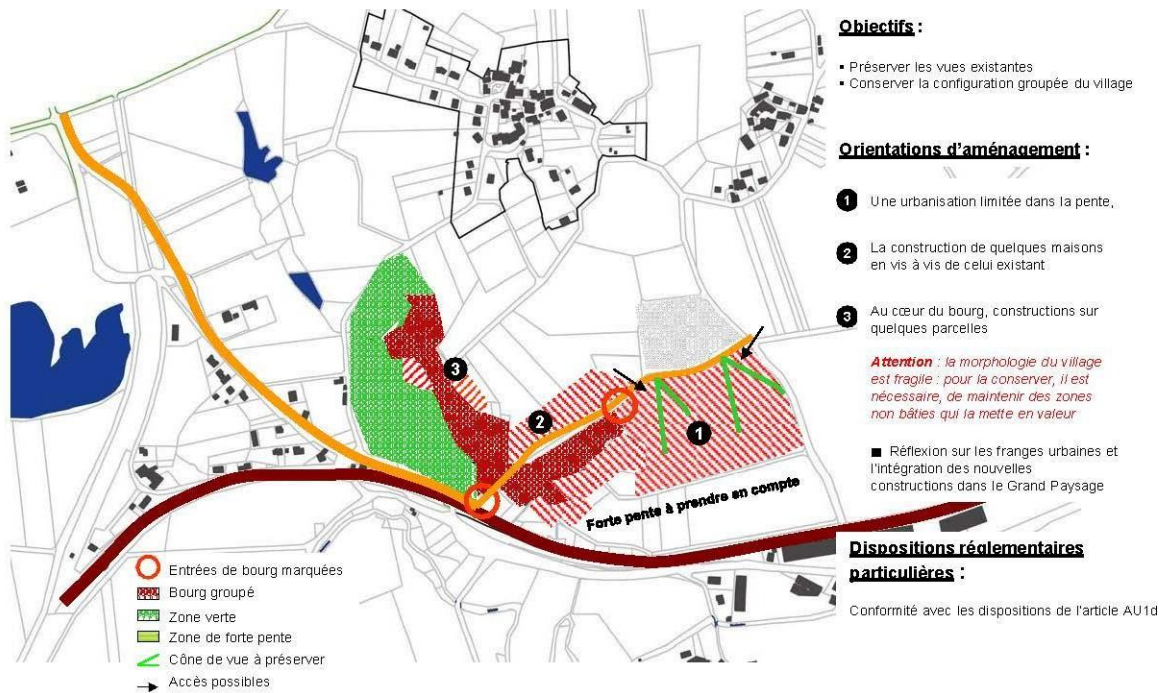 Objectifs :
▪ Préserver les vues existantes
▪ Conserver la configuration groupée du village
Orientations d'aménagement :
1 Une urbanisation limitée dans la pente,
2 La construction de quelques maisons
en vis à vis de celui existant
3 Au cœur du bourg, constructions sur
quelques parcelles
Attention : la morphologie du village
est fragile : pour la conserver, il est
nécessaire, de maintenir des zones
non bâties qui la mette en valeur
■ Réflexion sur les franges urbaines et
l'intégration des nouvelles
constructions dans le Grand Paysage
Dispositions réglementaires
particulières :
Conformité avec les dispositions de l'article AU1d
3
2
1
Forte pente à prendre en compte
Entrées de bourg marquées
Bourg groupé
Zone verte
Zone de forte pente
Cône de vue à préserver
Accès possibles